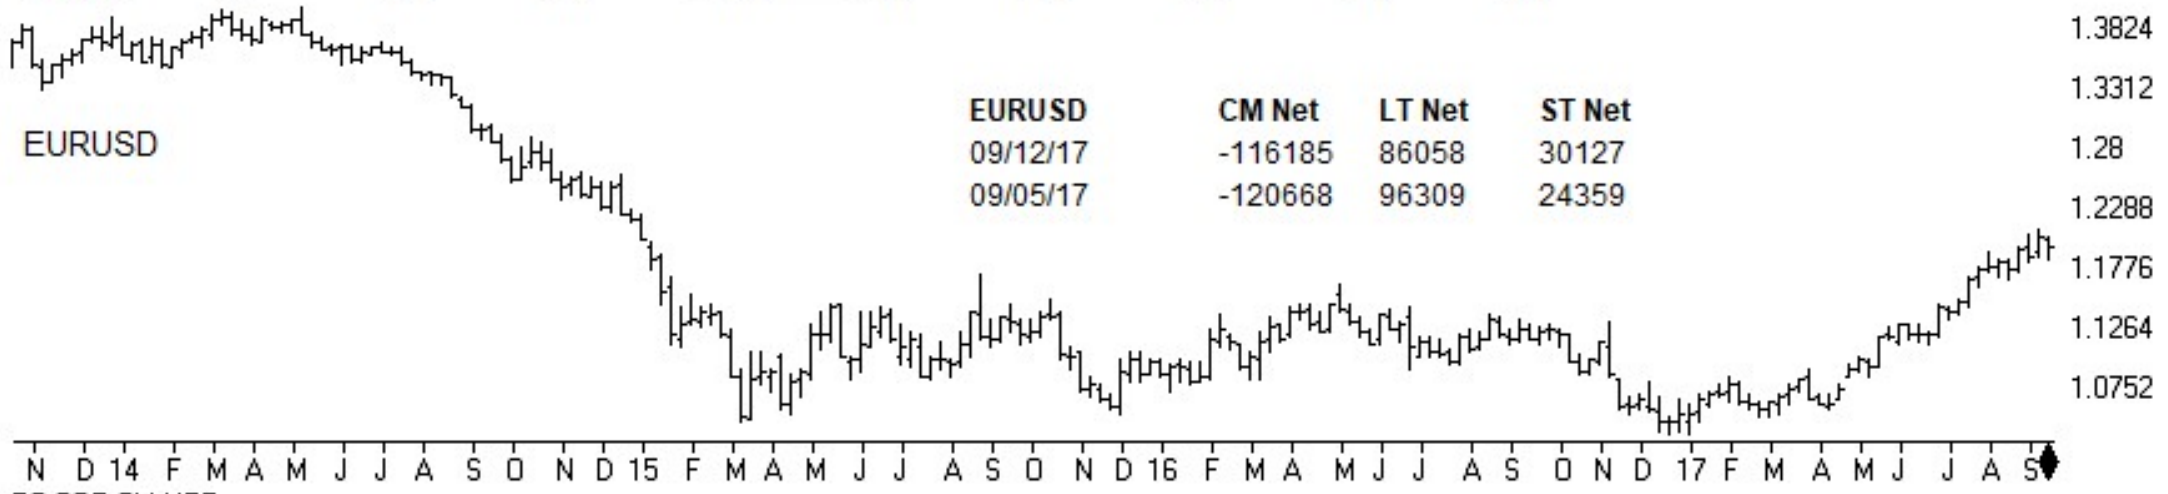 1.3824
1.3312
EURUSD CM Net LT Net ST Net
EURUSD
1.28
09/12/17 -116185 86058 30127
09/05/17 -120668 96309 24359
1.2288
1.1776
1.1264
1.0752
N D 14 F M A M J J A S O N D 15 F M A M J J A S O N D 16 F M A M J J A S O N D 17 F M A M J J A S